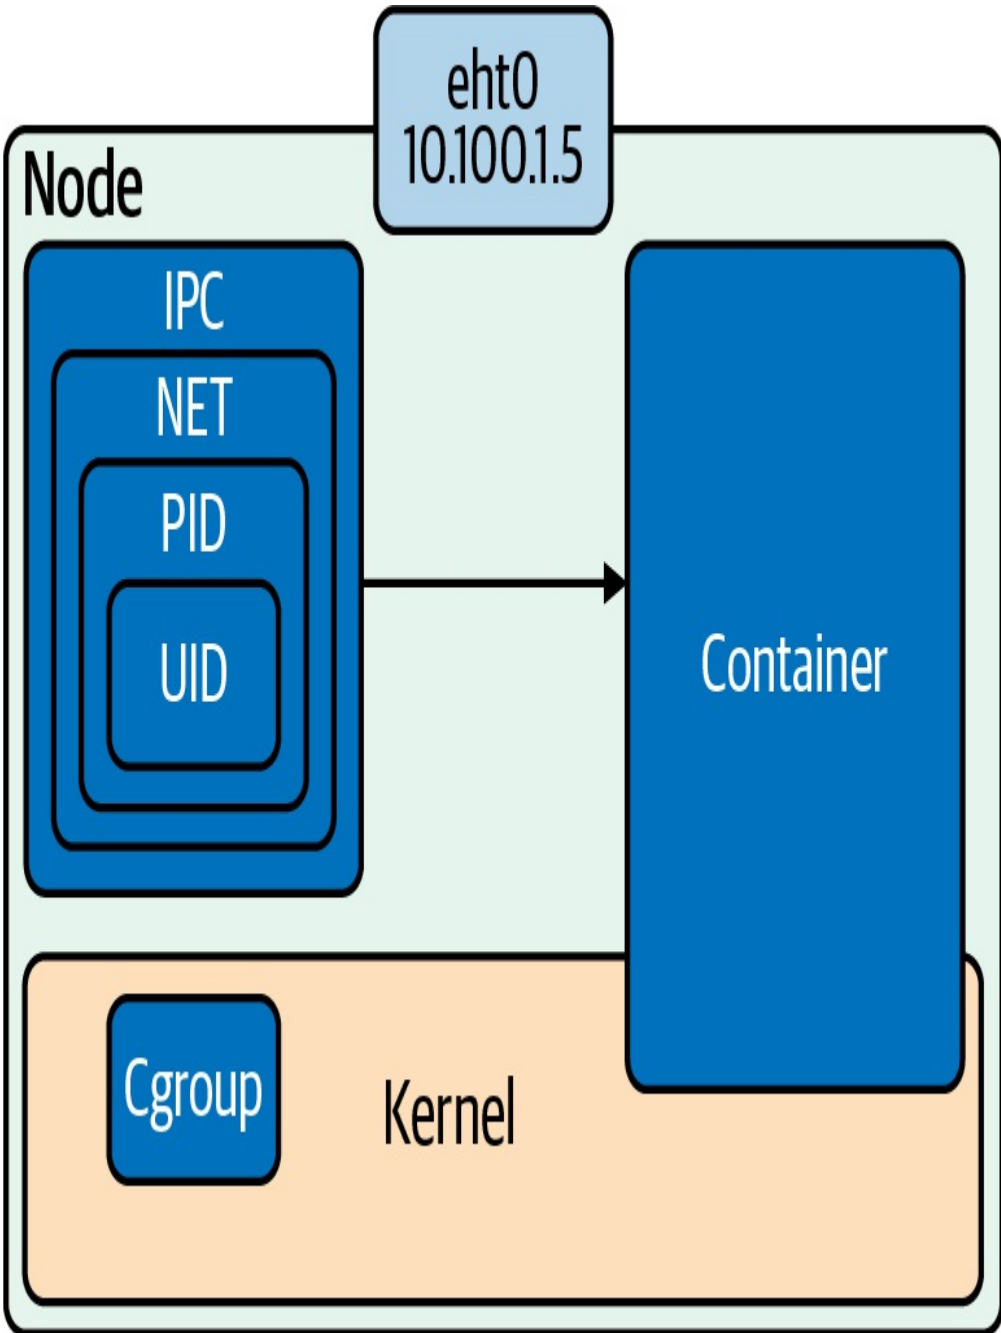 eht0
10.100.1.5
Node
IPC
NET
PID
UID
Container
Cgroup
Kernel